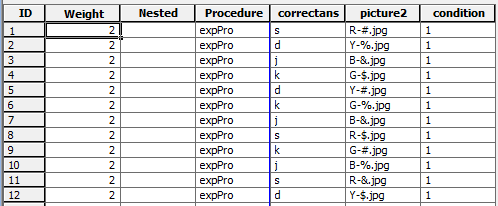 ID Weight Nested Procedure correctans picture2 condition
1 2 expPro s R-#.jpg 1
2 2 expPro d Y-%.jpg 1
3 2 expPro j B-&.jpg 1
4 2 expPro k G-$.jpg 1
5 2 expPro d Y-#.jpg 1
6 2 expPro k G-%.jpg 1
7 2 expPro j B-&.jpg 1
8 2 expPro s R-$.jpg 1
9 2 expPro k G-#.jpg 1
10 2 expPro j B-%.jpg 1
11 2 expPro s R-&.jpg 1
12 2 expPro d Y-$.jpg 1